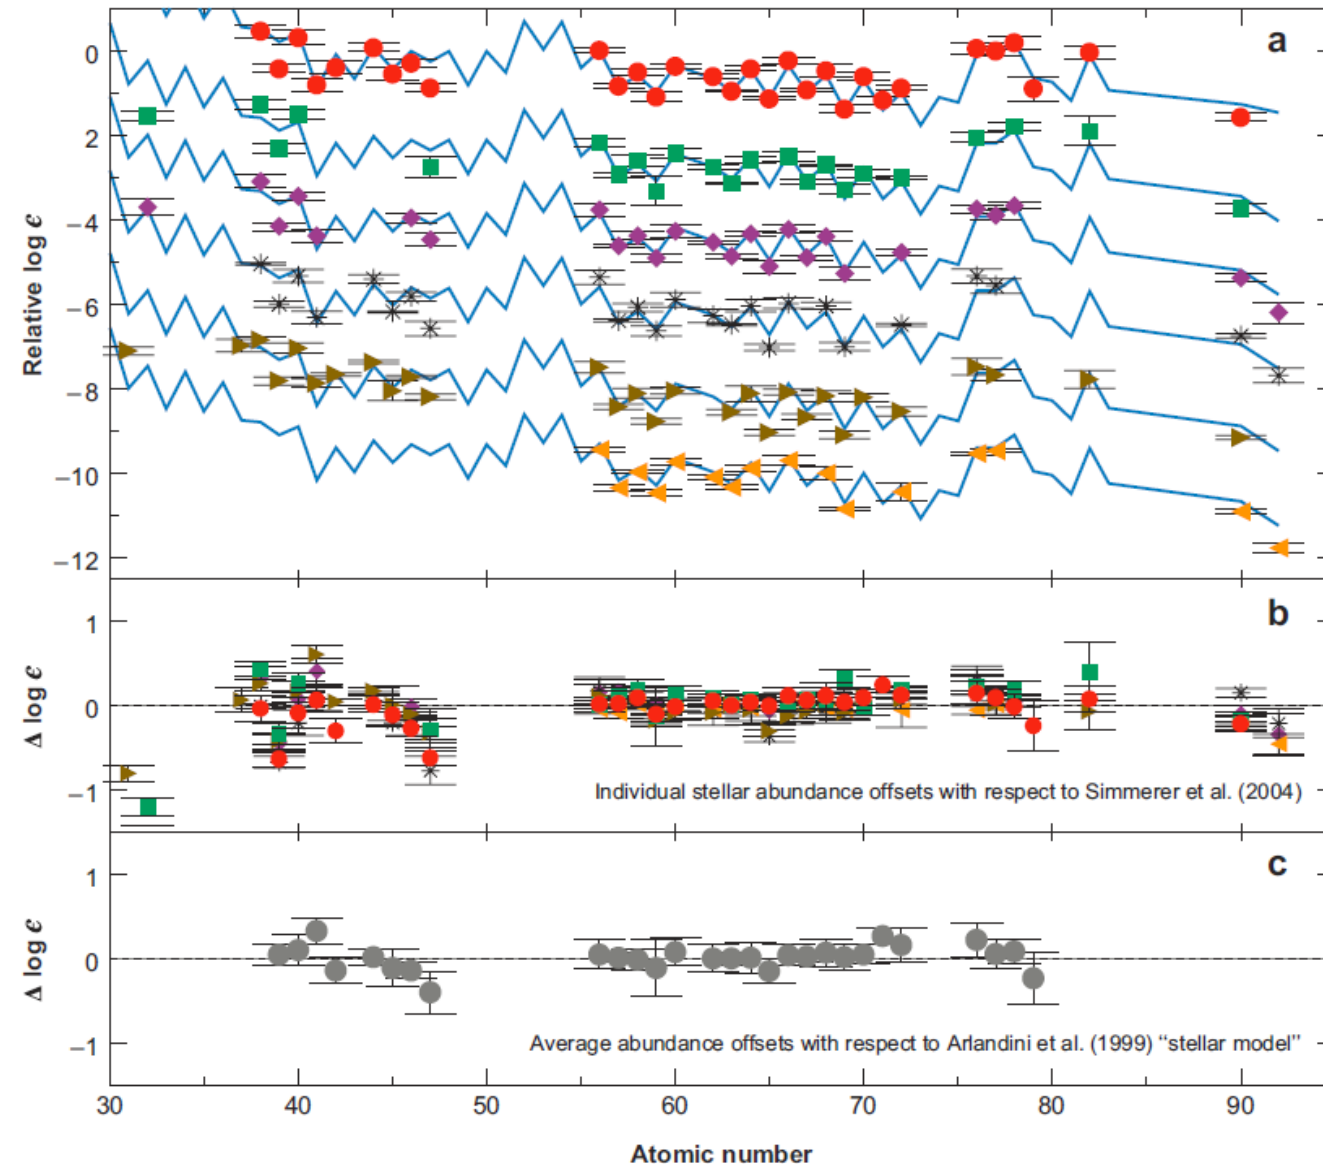 a
0
2
−4
−6
−8
−10
−12
Relative log ϵ
b
1
0
−1
Δ log ϵ
Individual stellar abundance offsets with respect to Simmerer et al. (2004)
c
1
0
−1
Δ log ϵ
Average abundance offsets with respect to Arlandini et al. (1999) “stellar model”
30 40 50 60 70 80 90
Atomic number